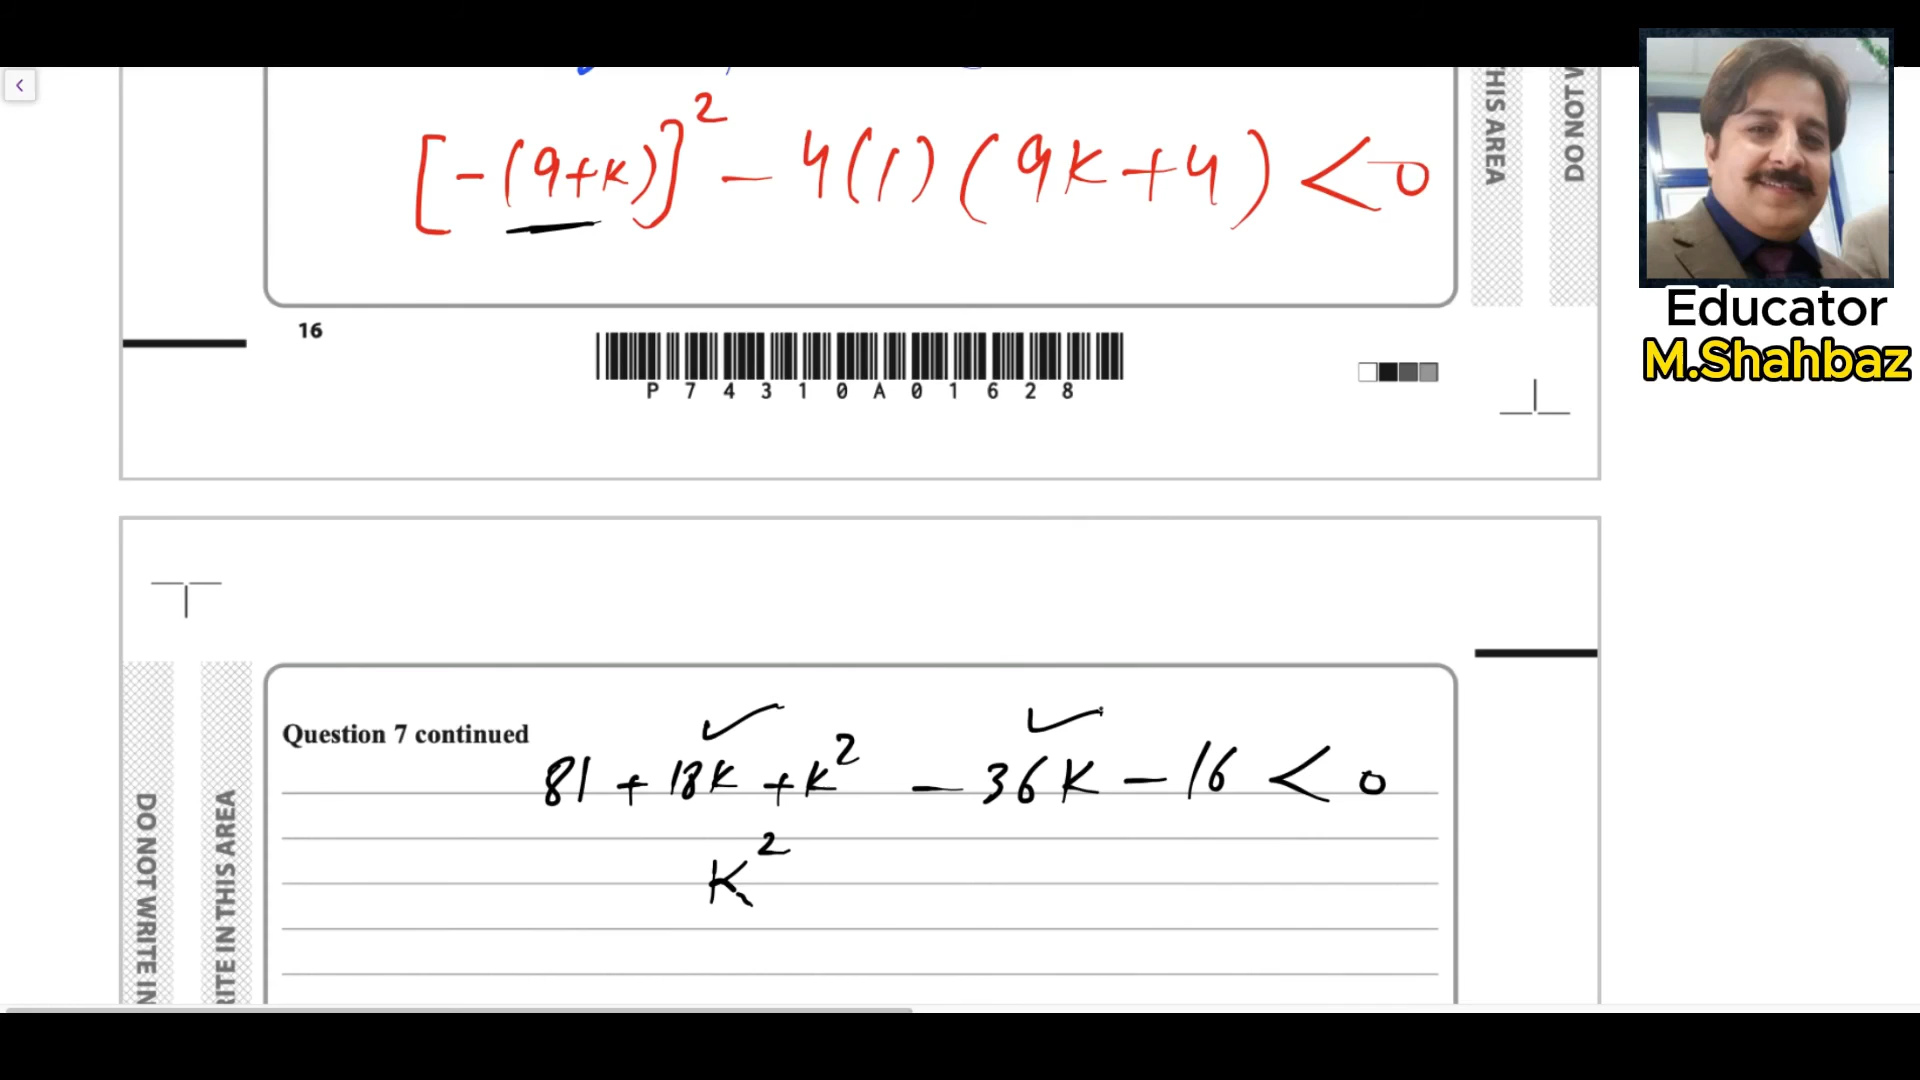 [-(9+k)]² - 4(1)(9k+4) < 0
16
P 7 4 3 1 0 A 0 1 6 2 8
THIS AREA
DO NOT W
Educator
M.Shahbaz
Question 7 continued
81 + 18k + k² - 36k - 16 < 0
k²
DO NOT WRITE IN
RITE IN THIS AREA